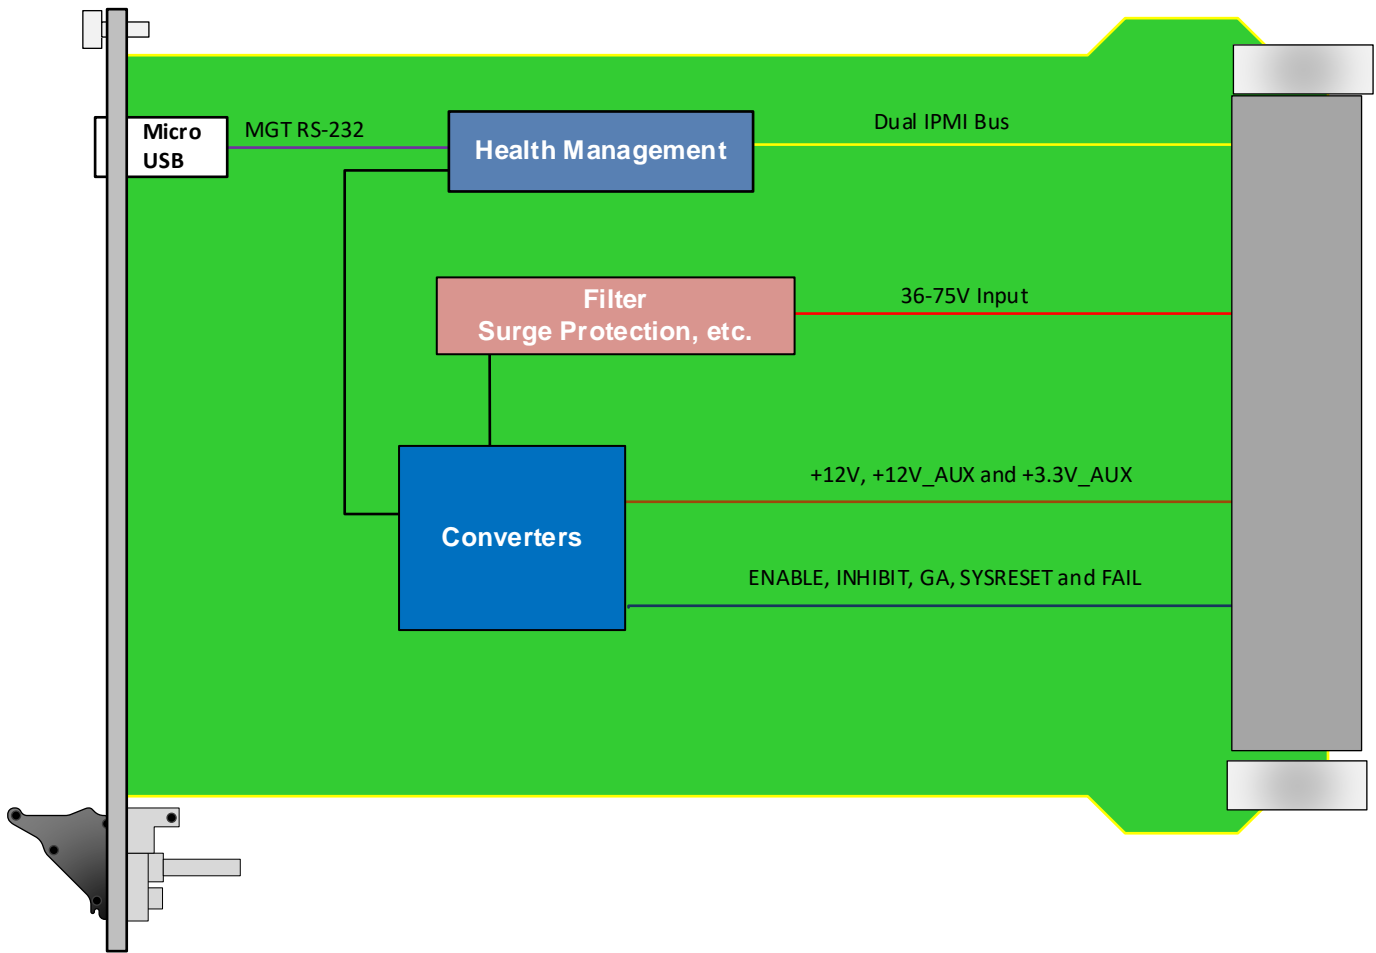 Micro
USB
MGT RS-232
Health Management
Dual IPMI Bus
Filter
Surge Protection, etc.
36-75V Input
+12V, +12V_AUX and +3.3V_AUX
Converters
ENABLE, INHIBIT, GA, SYSRESET and FAIL